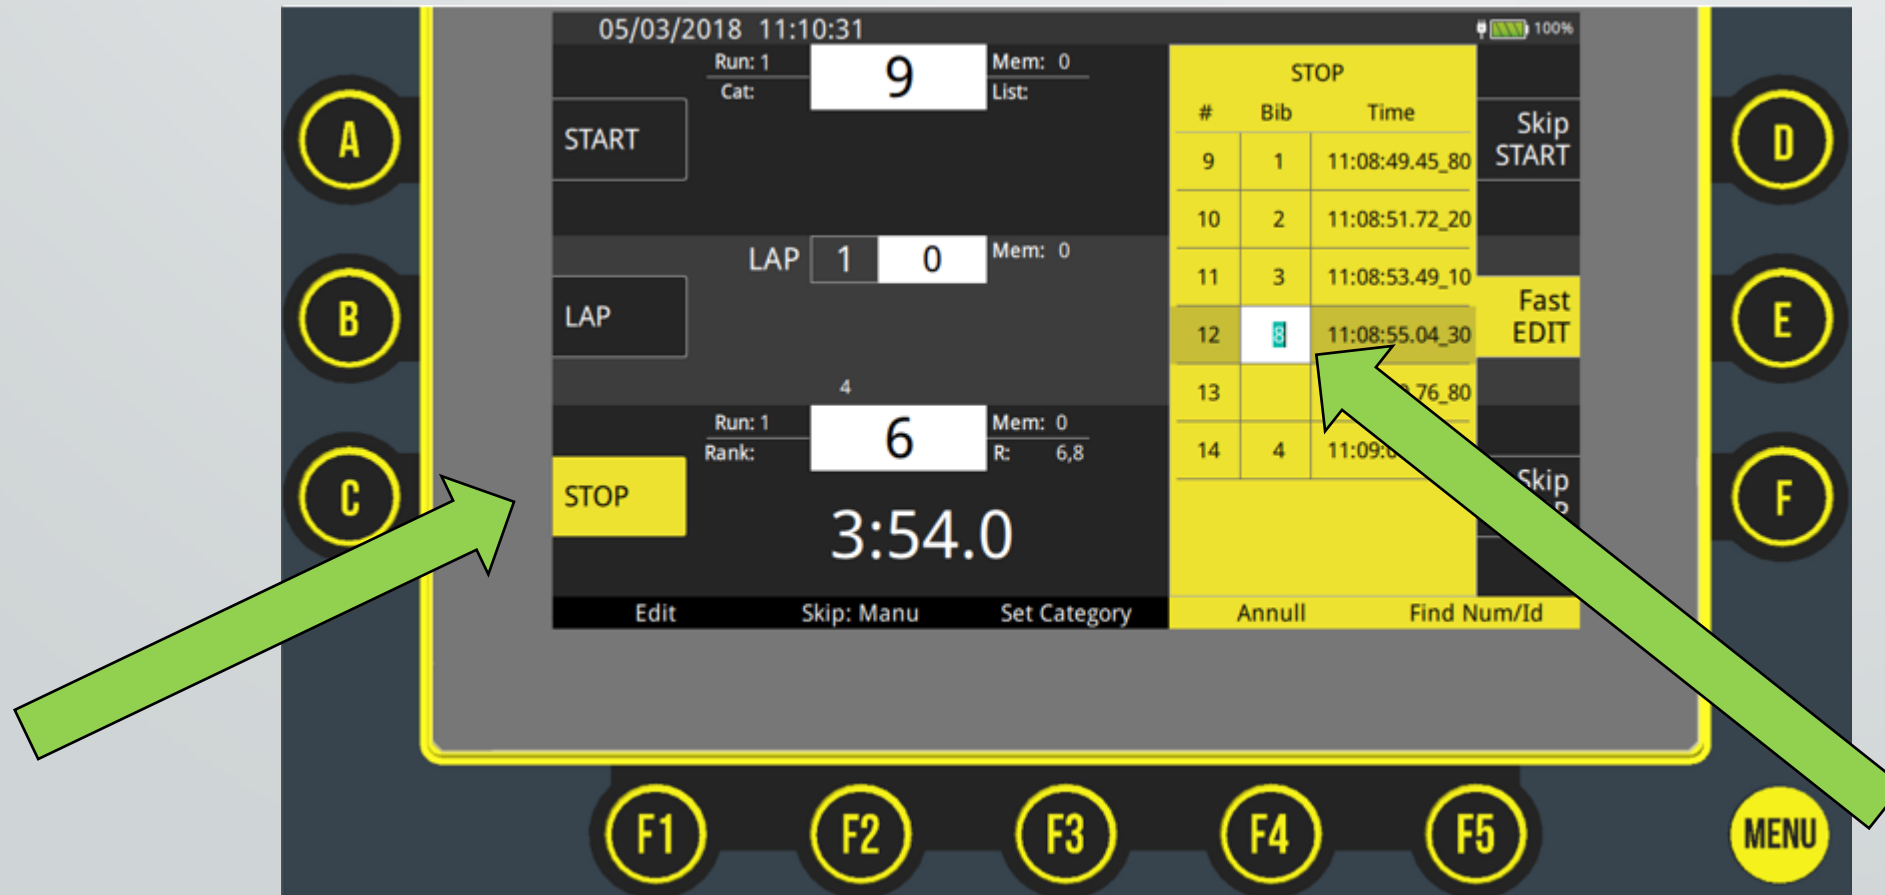 05/03/2018 11:10:31
100%
Run: 1
Cat:
9
Mem: 0
List:
START
LAP 1 0 Mem: 0
LAP
4
Run: 1
Rank:
6
Mem: 0
R: 6,8
STOP
3:54.0
STOP
# Bib Time
9 1 11:08:49.45_80
10 2 11:08:51.72_20
11 3 11:08:53.49_10
12 8 11:08:55.04_30
13 .76_80
14 4 11:09:0
Skip
START
Fast
EDIT
Skip
Edit Skip: Manu Set Category Annull Find Num/Id
A
B
C
D
E
F
F1 F2 F3 F4 F5 MENU